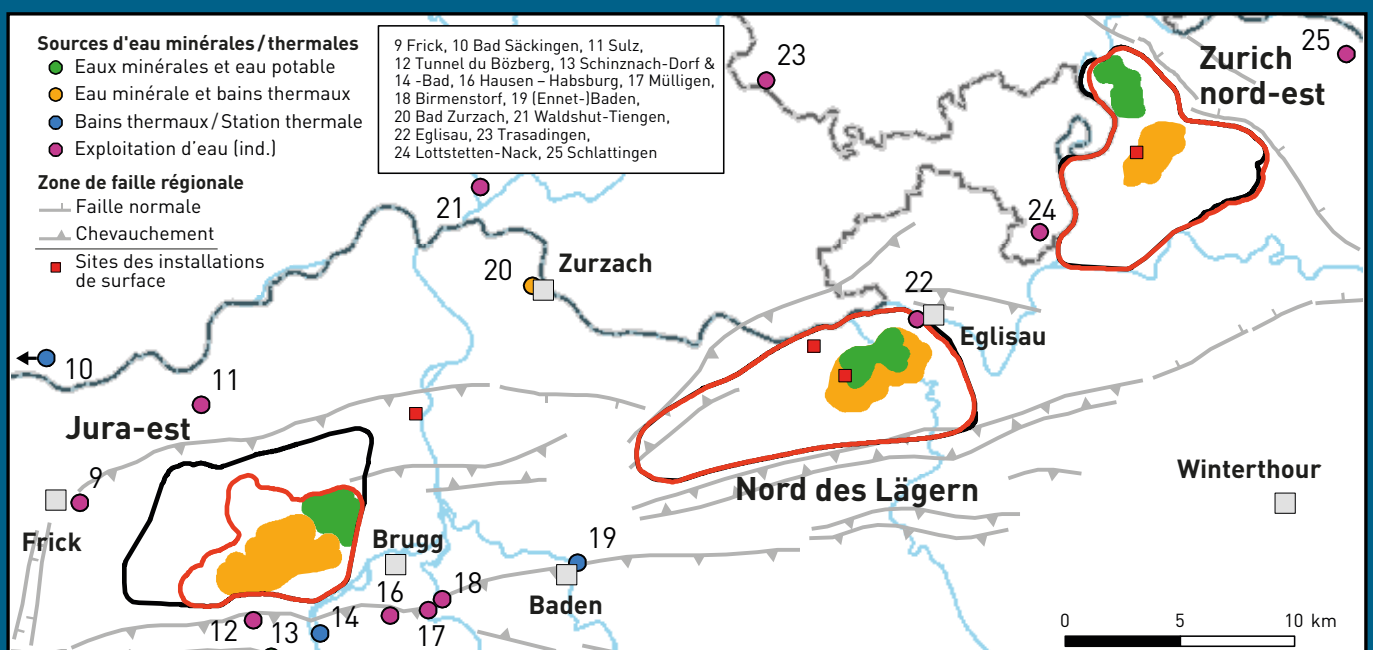 Sources d'eau minérales/thermales
Eaux minérales et eau potable
Eau minérale et bains thermaux
Bains thermaux/Station thermale
Exploitation d'eau (ind.)
Zone de faille régionale
Faille normale
Chevauchement
Sites des installations
de surface
9 Frick, 10 Bad Säckingen, 11 Sulz,
12 Tunnel du Bözberg, 13 Schinznach-Dorf &
14 -Bad, 16 Hausen – Habsburg, 17 Mülligen,
18 Birmenstorf, 19 (Ennet-)Baden,
20 Bad Zurzach, 21 Waldshut-Tiengen,
22 Eglisau, 23 Trasadingen,
24 Lottstetten-Nack, 25 Schlattingen
23
25
Zurich
nord-est
21
24
20
Zurzach
22
Eglisau
10
11
Jura-est
9
Frick
Nord des Lägern
Winterthour
Brugg
19
Baden
12
13
14
16
17
18
0 5 10 km